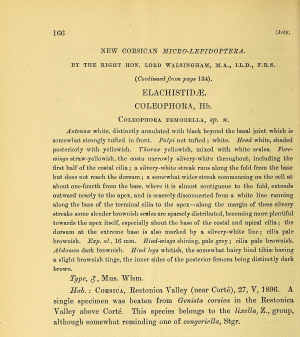 166
[July,
NEW CORSICAN MICRO-LEPIDOPTERA.
BY THE RIGHT HON. LORD WALSINGHAM, M.A., LL.D., F.R.S.
(Continued from page 134).
ELACHISTIDÆ.
COLEOPHORA, Hb.
COLEOPHORA FEMORELLA, sp. n.
Antennæ white, distinctly annulated with black beyond the basal joint which is
somewhat strongly tufted in front. Palpi not tufted; white. Head white, shaded
posteriorly with yellowish. Thorax yellowish, mixed with white scales. Fore-
wings straw-yellowish, the costa narrowly silvery-white throughout, including the
first half of the costal cilia; a silvery-white streak runs along the fold from the base
but does not reach the dorsum; a somewhat wider streak commencing on the cell at
about one-fourth from the base, where it is almost contiguous to the fold, extends
outward nearly to the apex, and is scarcely disconnected from a white line running
along the base of the terminal cilia to the apex—along the margin of these silvery
streaks some slender brownish scales are sparsely distributed, becoming more plentiful
towards the apex itself, especially about the base of the costal and apical cilia; the
dorsum at the extreme base is also marked by a silvery-white line; cilia pale
brownish. Exp. al., 16 mm. Hind-wings shining, pale grey; cilia pale brownish.
Abdomen dark brownish. Hind legs whitish, the somewhat hairy hind tibiæ having
a slight brownish tinge, the inner sides of the posterior femora being distinctly dark
brown.
Type, ♂, Mus. Wlsm.
Hab.: CORSICA, Restonica Valley (near Corté), 27, V, 1896. A
single specimen was beaten from Genista corsica in the Restonica
Valley above Corté. This species belongs to the lixella, Z., group,
although somewhat reminding one of congeriella, Stgr.